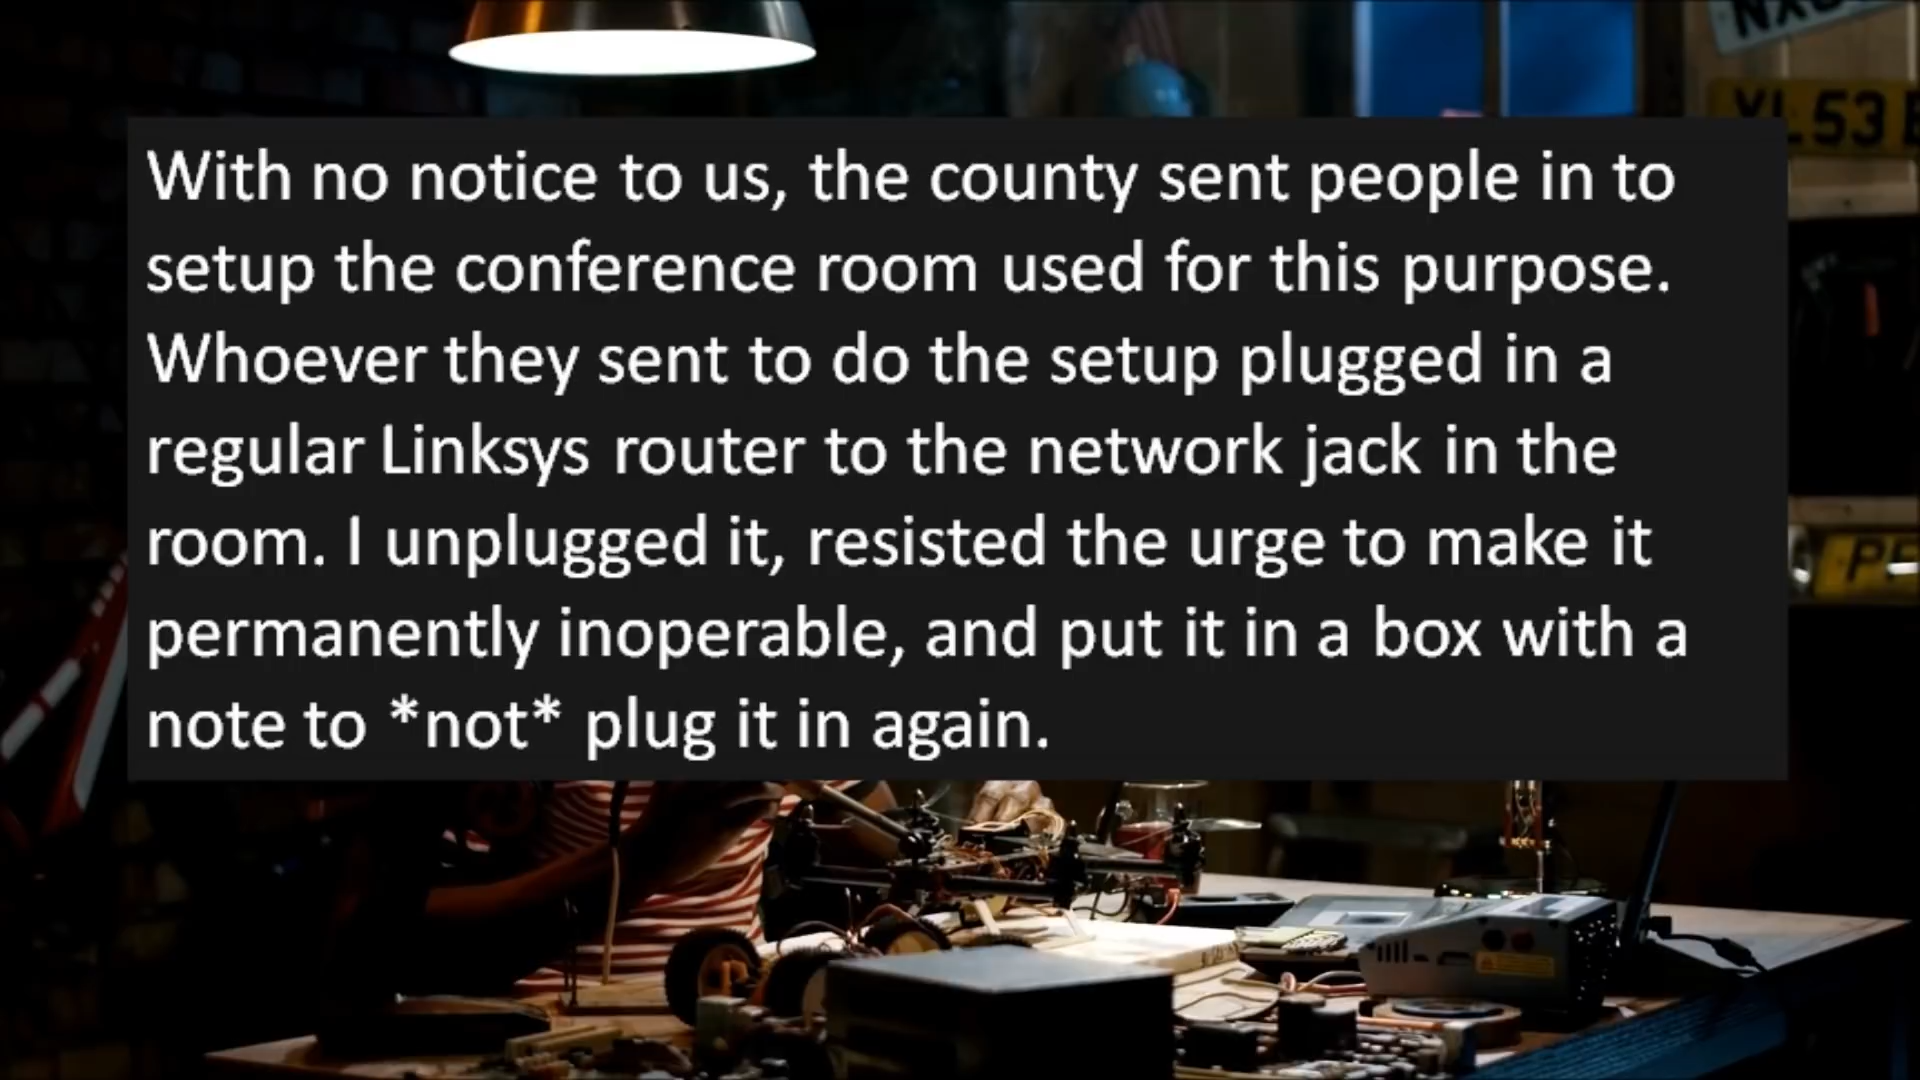 NX
YL53
With no notice to us, the county sent people in to
setup the conference room used for this purpose.
Whoever they sent to do the setup plugged in a
regular Linksys router to the network jack in the
room. I unplugged it, resisted the urge to make it
permanently inoperable, and put it in a box with a
note to *not* plug it in again.